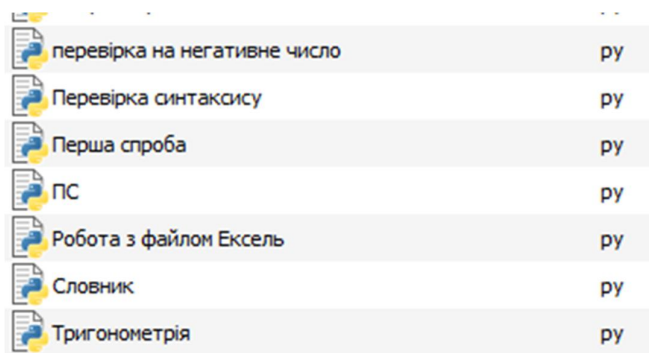 перевірка на негативне число py
Перевірка синтаксису py
Перша спроба py
ПС py
Робота з файлом Ексель py
Словник py
Тригонометрія py